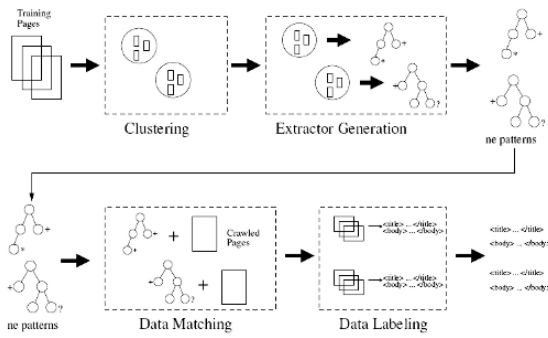 Training
Pages
+
*
+
?
Clustering
Extractor Generation
+
*
+
?
ne patterns
+
*
+
?
ne patterns
+
*
+
Crawled
Pages
+
?
+
Data Matching
<title> ... </title>
<body> ... </body>
<title> ... </title>
<body> ... </body>
Data Labeling
<title> ... </title>
<body> ... </body>
<title> ... </title>
<body> ... </body>